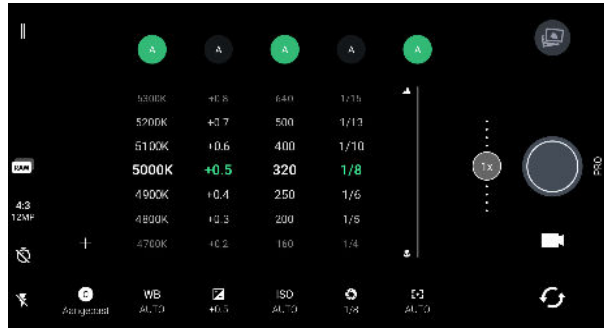 A A A A A
5300K +0.8 640 1/15
5200K +0.7 500 1/13
5100K +0.6 400 1/10
5000K +0.5 320 1/8
4900K +0.4 250 1/6
4800K +0.3 200 1/5
4700K +0.2 160 1/4
RAW
4:3
12MP
1x
PRO
C
Aangepast
WB
AUTO
+0.5
ISO
AUTO
1/8
AUTO